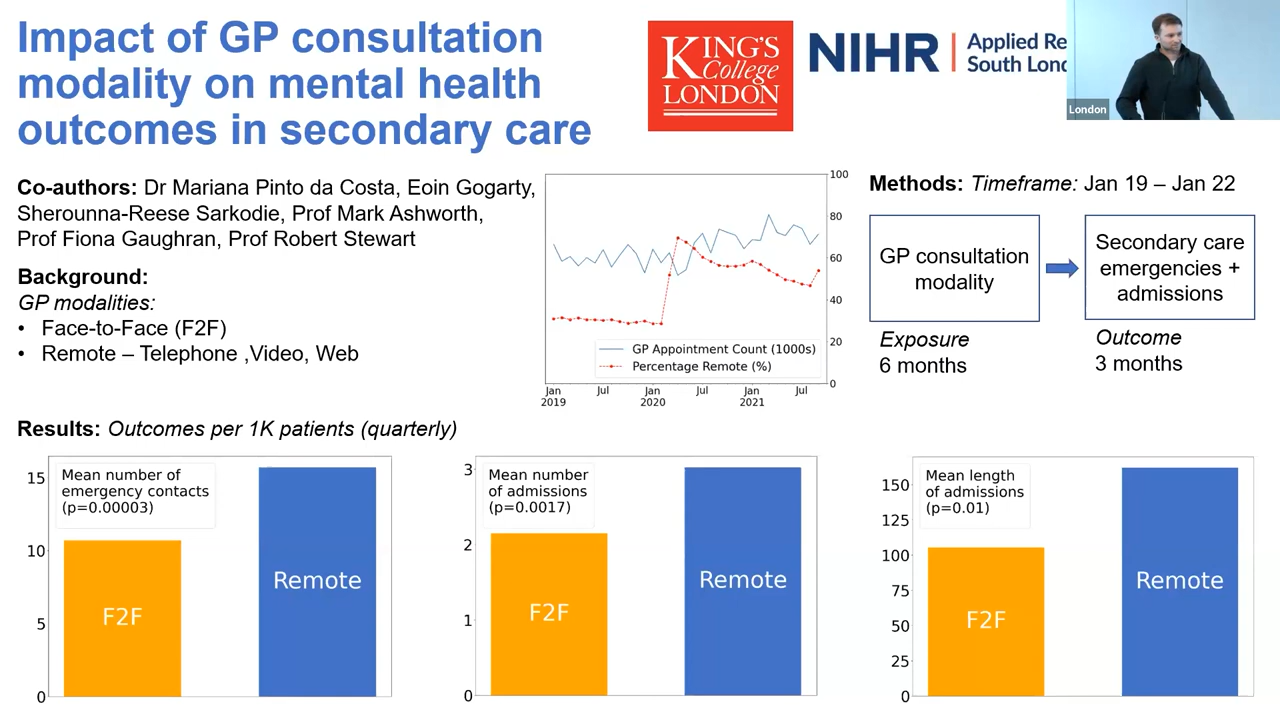 Impact of GP consultation
modality on mental health
outcomes in secondary care
KING'S
College
LONDON
NIHR
Applied Re
South Lond
London
Co-authors: Dr Mariana Pinto da Costa, Eoin Gogarty,
Sherounna-Reese Sarkodie, Prof Mark Ashworth,
Prof Fiona Gaughran, Prof Robert Stewart
Background:
GP modalities:
• Face-to-Face (F2F)
• Remote – Telephone ,Video, Web
100
80
60
40
20
0
GP Appointment Count (1000s)
Percentage Remote (%)
Jan Jul Jan Jul Jan Jul
2019 2020 2021
Methods: Timeframe: Jan 19 – Jan 22
GP consultation
modality
Secondary care
emergencies +
admissions
Exposure
6 months
Outcome
3 months
Results: Outcomes per 1K patients (quarterly)
15
10
5
0
Mean number of
emergency contacts
(p=0.00003)
F2F
Remote
3
2
1
0
Mean number
of admissions
(p=0.0017)
F2F
Remote
150
125
100
75
50
25
0
Mean length
of admissions
(p=0.01)
F2F
Remote